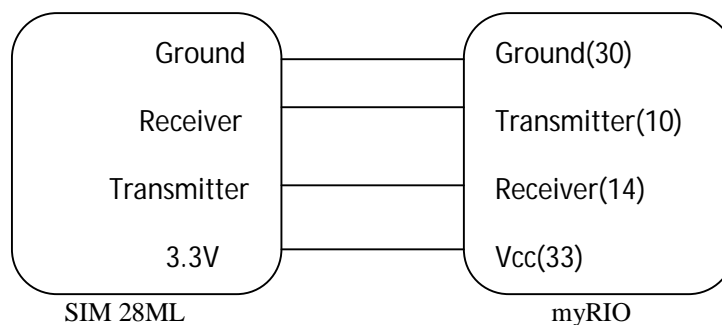 Ground Ground(30)
Receiver Transmitter(10)
Transmitter Receiver(14)
3.3V Vcc(33)
SIM 28ML myRIO